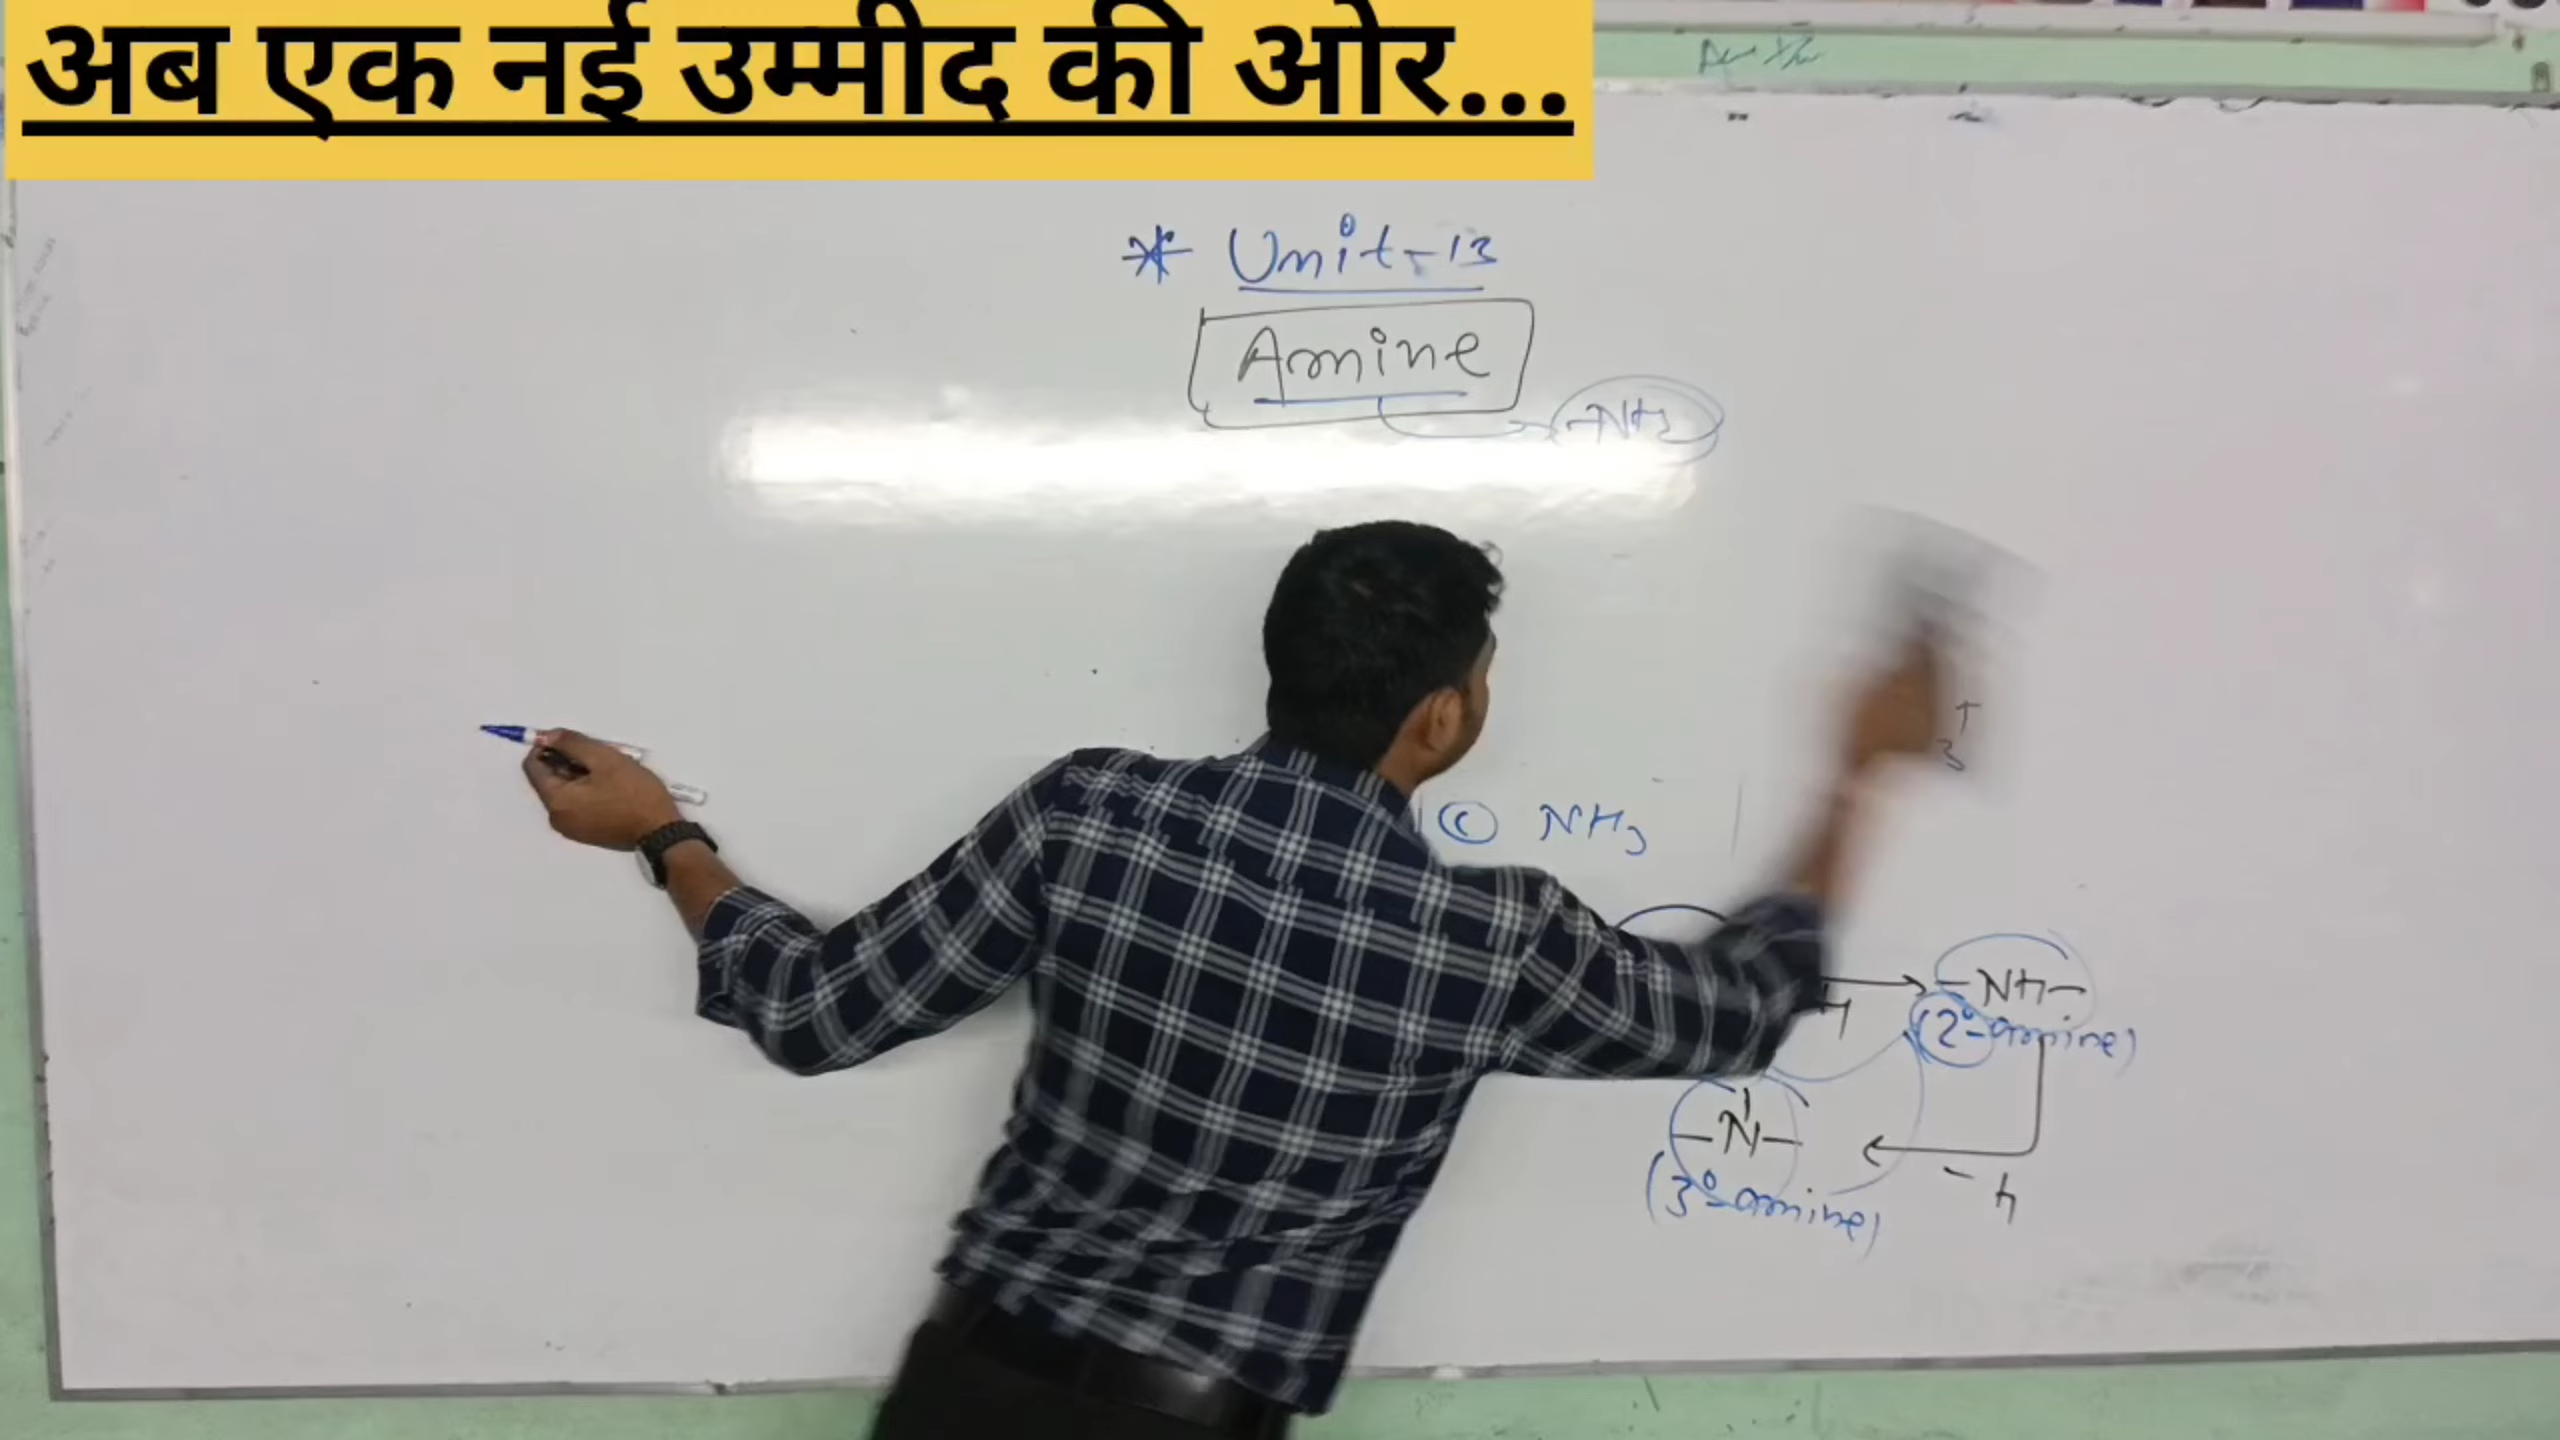 अब एक नई उम्मीद की ओर...
* Unit-13
Amine
-NH2
© NH3
-NH-
(2°-amine)
-N-
(3°-amine)
- H